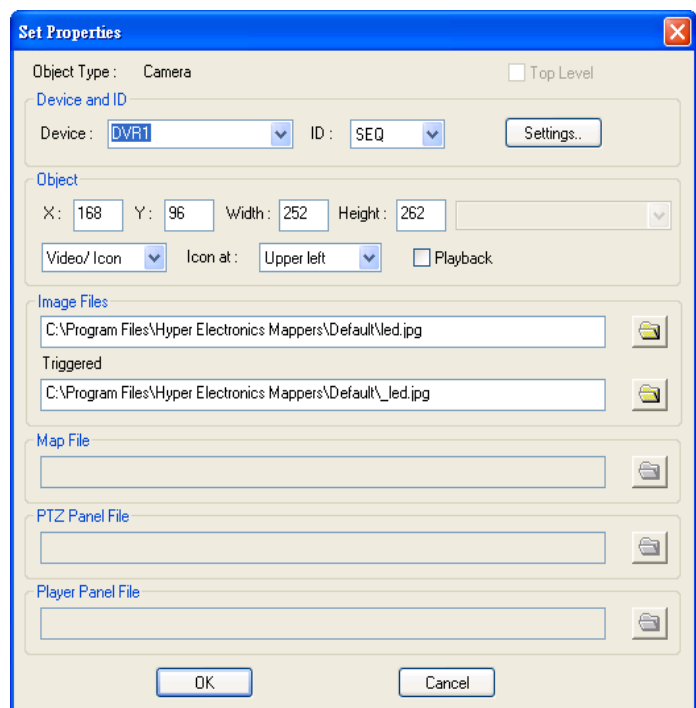 Set Properties
Object Type : Camera Top Level
Device and ID
Device : DVR1 ID : SEQ Settings..
Object
X : 168 Y : 96 Width : 252 Height : 262
Video/ Icon Icon at : Upper left Playback
Image Files
C:\Program Files\Hyper Electronics Mappers\Default\led.jpg
Triggered
C:\Program Files\Hyper Electronics Mappers\Default\_led.jpg
Map File
PTZ Panel File
Player Panel File
OK Cancel